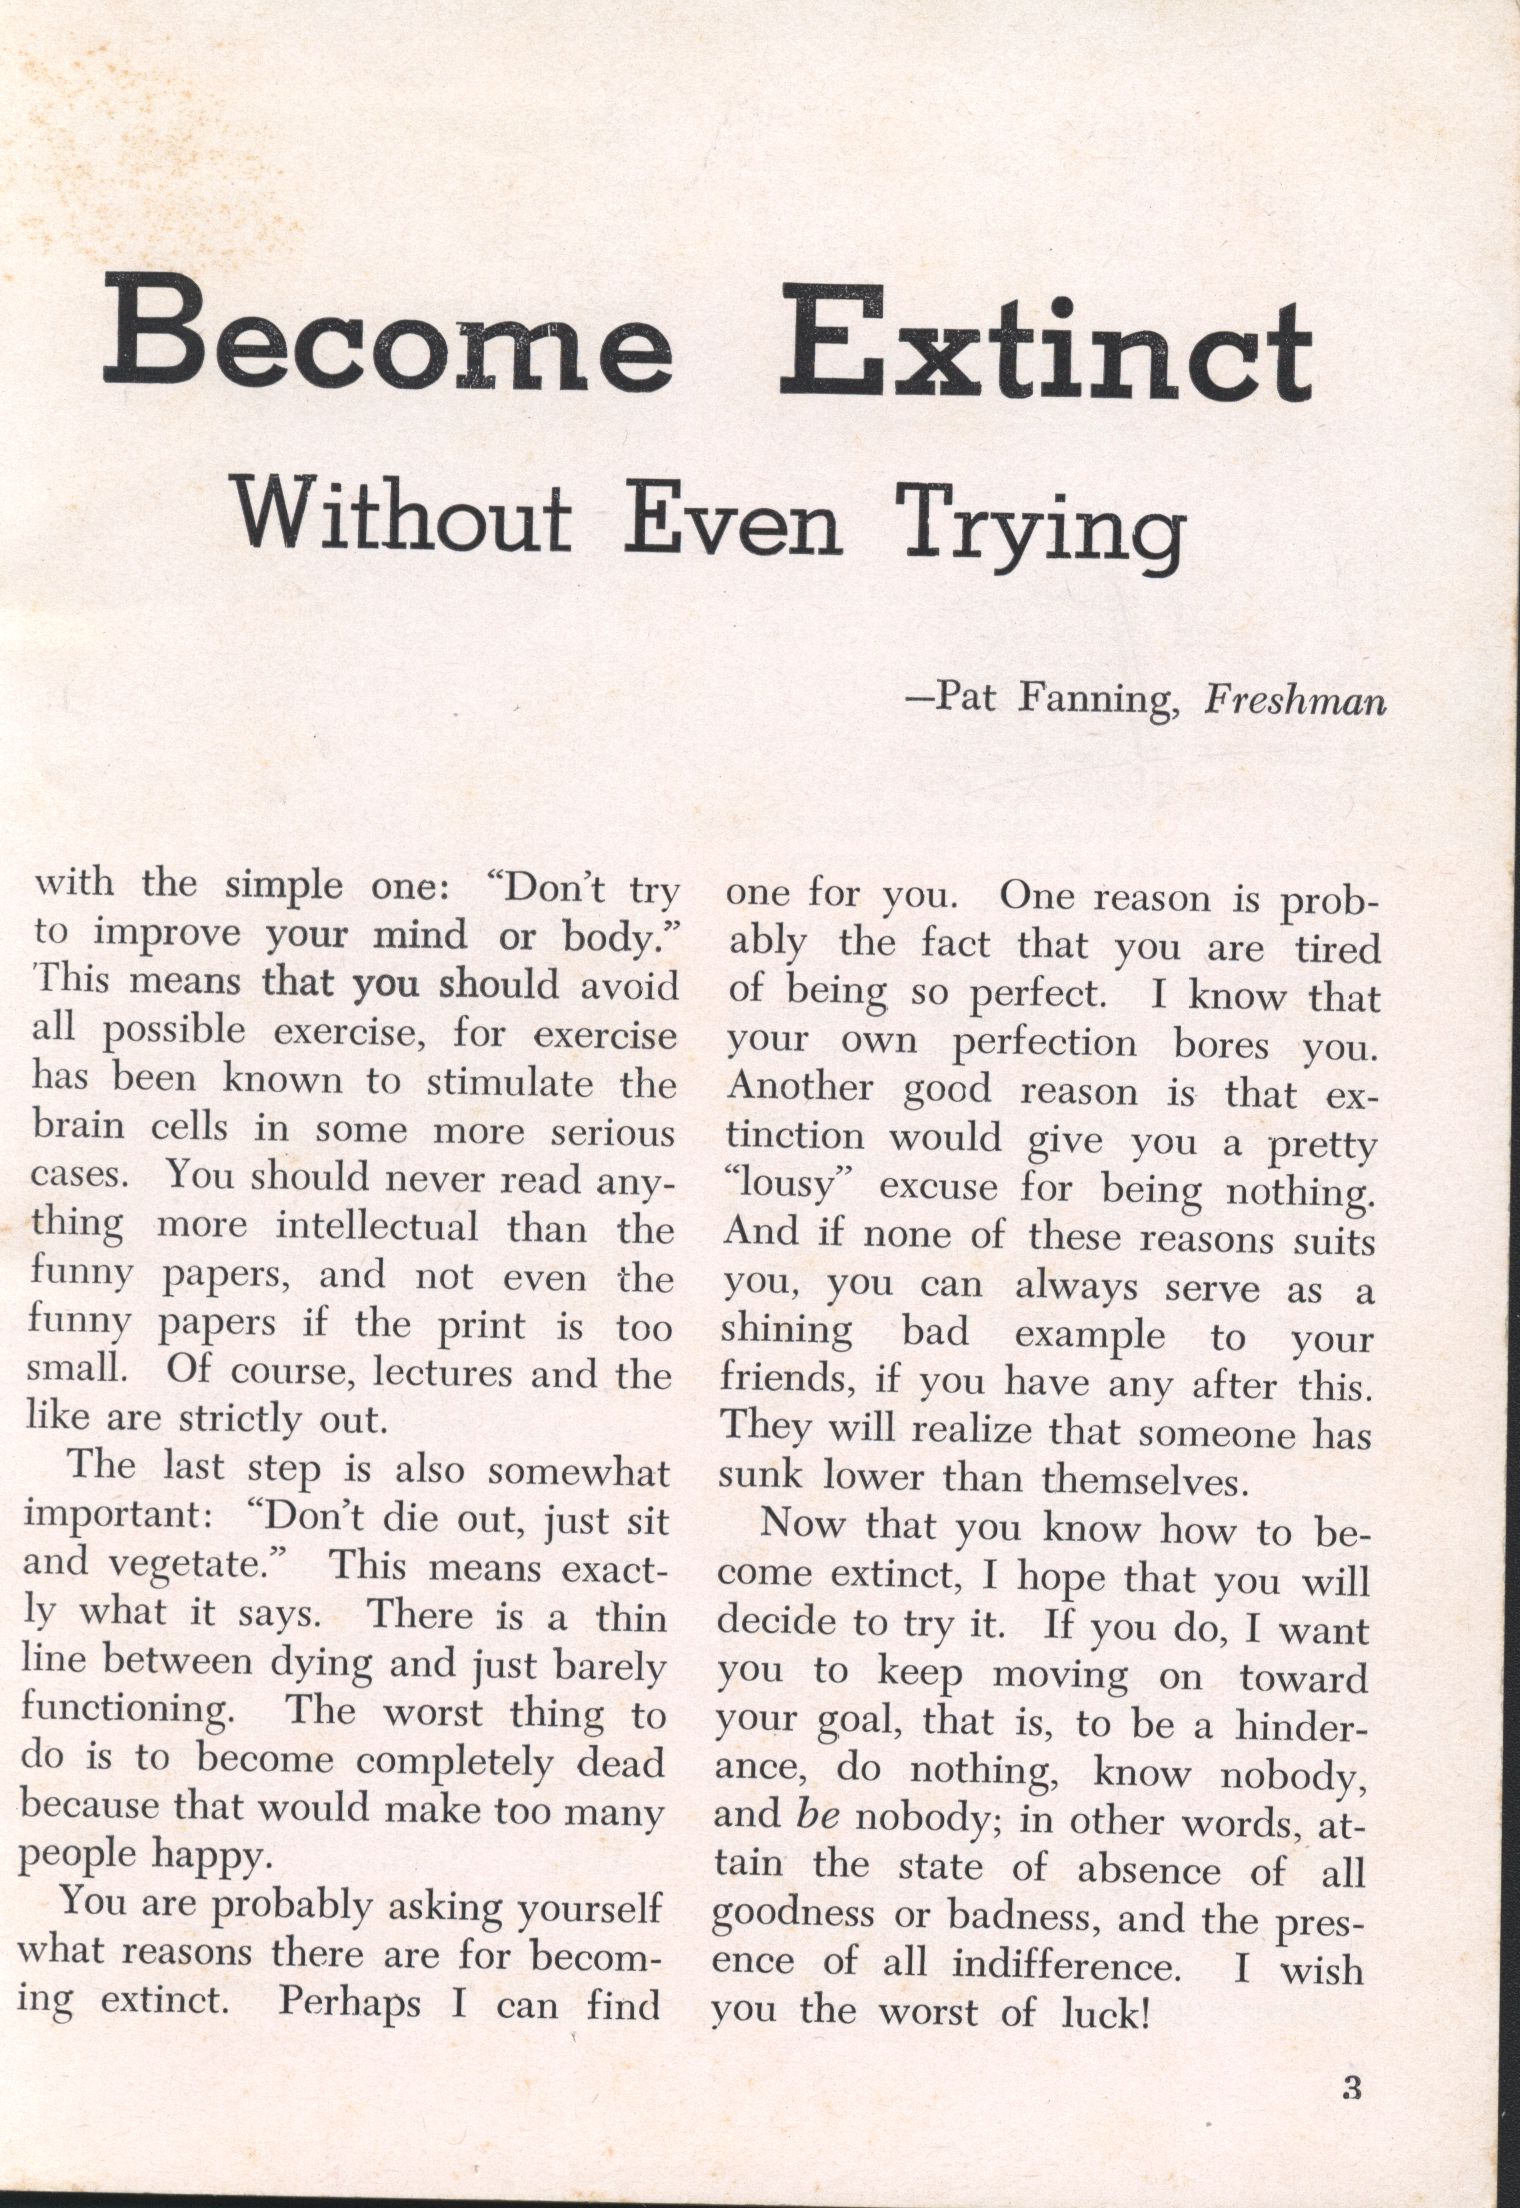 Become Extinct
Without Even Trying
—Pat Fanning, Freshman
with the simple one: “Don’t try
to improve your mind or body.”
This means that you should avoid
all possible exercise, for exercise
has been known to stimulate the
brain cells in some more serious
cases. You should never read any-
thing more intellectual than the
funny papers, and not even the
funny papers if the print is too
small. Of course, lectures and the
like are strictly out.
The last step is also somewhat
important: “Don’t die out, just sit
and vegetate.” This means exact-
ly what it says. There is a thin
line between dying and just barely
functioning. The worst thing to
do is to become completely dead
because that would make too many
people happy.
You are probably asking yourself
what reasons there are for becom-
ing extinct. Perhaps I can find
one for you. One reason is prob-
ably the fact that you are tired
of being so perfect. I know that
your own perfection bores you.
Another good reason is that ex-
tinction would give you a pretty
“lousy” excuse for being nothing.
And if none of these reasons suits
you, you can always serve as a
shining bad example to your
friends, if you have any after this.
They will realize that someone has
sunk lower than themselves.
Now that you know how to be-
come extinct, I hope that you will
decide to try it. If you do, I want
you to keep moving on toward
your goal, that is, to be a hinder-
ance, do nothing, know nobody,
and be nobody; in other words, at-
tain the state of absence of all
goodness or badness, and the pres-
ence of all indifference. I wish
you the worst of luck!
3